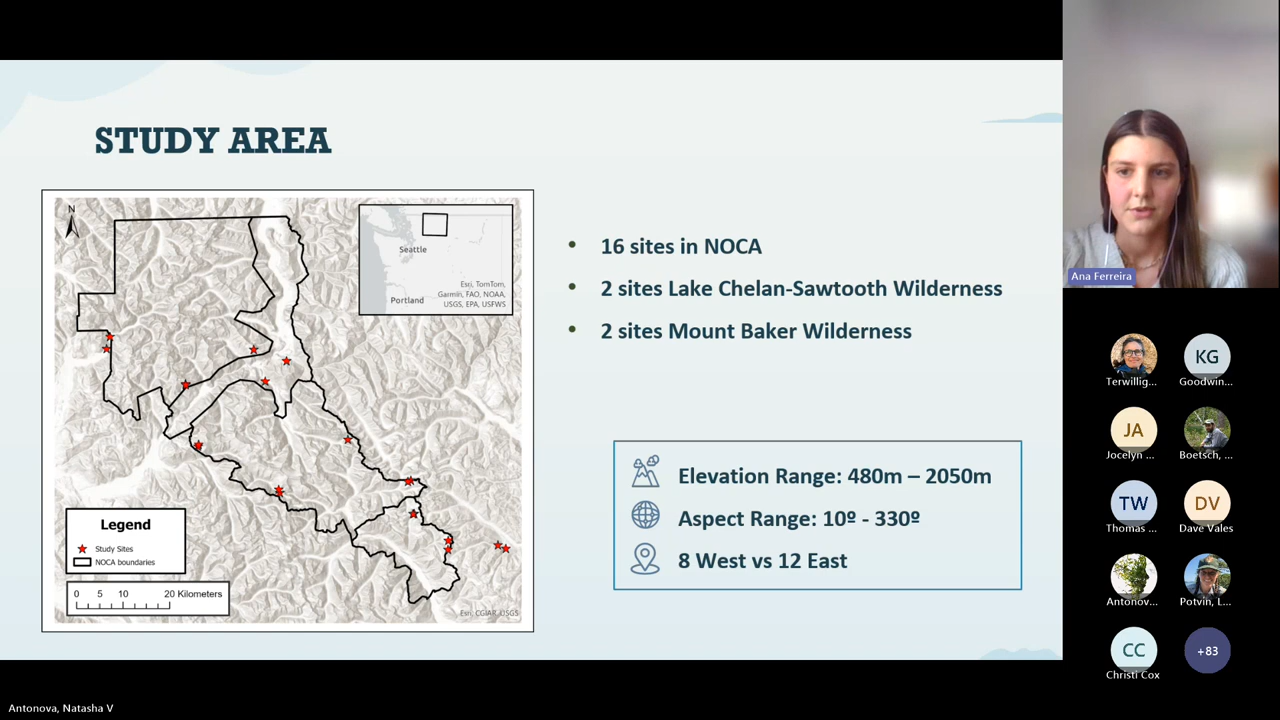 STUDY AREA
N
Seattle
Portland
Esri, TomTom,
Garmin, FAO, NOAA,
USGS, EPA, USFWS
Legend
Study Sites
NOCA boundaries
0 5 10 20 Kilometers
Esri, CGIAR, USGS
• 16 sites in NOCA
• 2 sites Lake Chelan-Sawtooth Wilderness
• 2 sites Mount Baker Wilderness
Elevation Range: 480m – 2050m
Aspect Range: 10º - 330º
8 West vs 12 East
Ana Ferreira
Terwillig...
KG
Goodwin...
JA
Jocelyn ...
Boetsch, ...
TW
Thomas ...
DV
Dave Vales
Antonov...
Potvin, L...
CC
Christi Cox
+83
Antonova, Natasha V